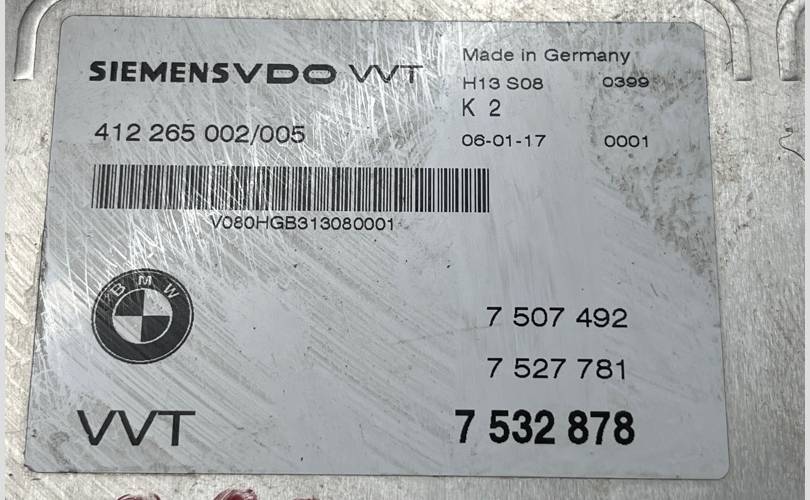 SIEMENSVDO VVT
412 265 002/005
Made in Germany
H13 S08 0399
K 2
06-01-17 0001
V080HGB313080001
BMW
7 507 492
7 527 781
VVT 7 532 878